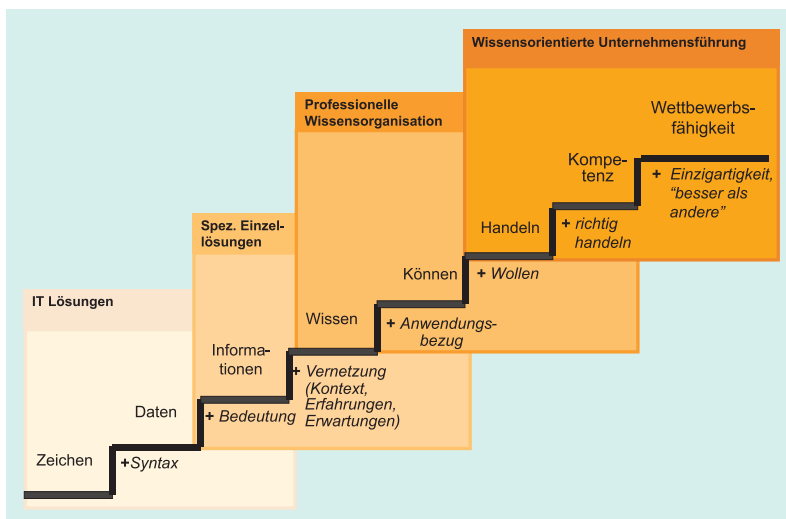 Wissensorientierte Unternehmensführung
Wettbewerbs-
fähigkeit
+ Einzigartigkeit,
"besser als
andere"
Kompe-
tenz
+ richtig
handeln
Handeln
+ Wollen
Professionelle
Wissensorganisation
Können
+ Anwendungs-
bezug
Wissen
+ Vernetzung
(Kontext,
Erfahrungen,
Erwartungen)
Spez. Einzel-
lösungen
Informa-
tionen
+ Bedeutung
IT Lösungen
Daten
+Syntax
Zeichen